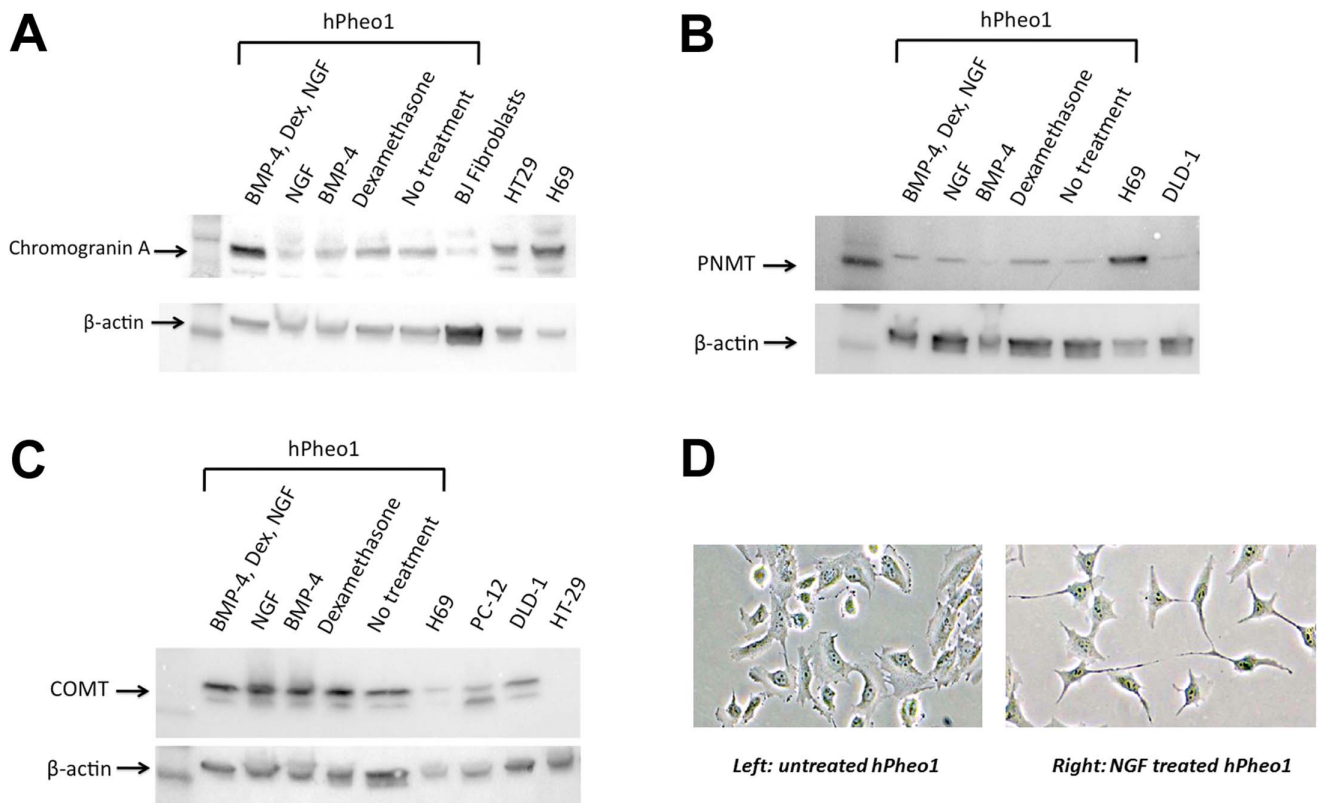 A
hPheo1
BMP-4, Dex, NGF
NGF
BMP-4
Dexamethasone
No treatment
BJ Fibroblasts
HT29
H69
Chromogranin A
β-actin
B
hPheo1
BMP-4, Dex, NGF
NGF
BMP-4
Dexamethasone
No treatment
H69
DLD-1
PNMT
β-actin
C
hPheo1
BMP-4, Dex, NGF
NGF
BMP-4
Dexamethasone
No treatment
H69
PC-12
DLD-1
HT-29
COMT
β-actin
D
Left: untreated hPheo1
Right: NGF treated hPheo1